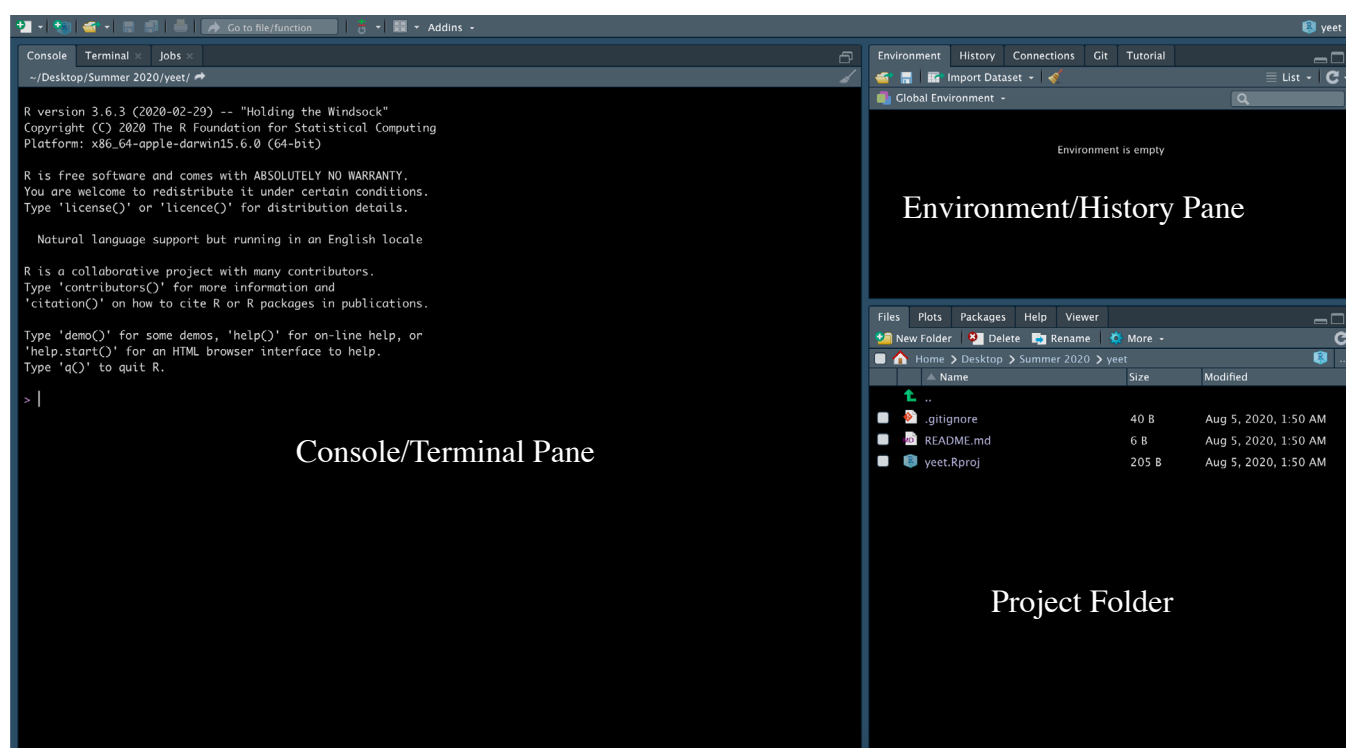 Go to file/function
Addins
yeet
Console Terminal Jobs
~/Desktop/Summer 2020/yeet/
R version 3.6.3 (2020-02-29) -- "Holding the Windsock"
Copyright (C) 2020 The R Foundation for Statistical Computing
Platform: x86_64-apple-darwin15.6.0 (64-bit)
R is free software and comes with ABSOLUTELY NO WARRANTY.
You are welcome to redistribute it under certain conditions.
Type 'license()' or 'licence()' for distribution details.
Natural language support but running in an English locale
R is a collaborative project with many contributors.
Type 'contributors()' for more information and
'citation()' on how to cite R or R packages in publications.
Type 'demo()' for some demos, 'help()' for on-line help, or
'help.start()' for an HTML browser interface to help.
Type 'q()' to quit R.
>
Console/Terminal Pane
Environment History Connections Git Tutorial
Import Dataset List
Global Environment
Environment is empty
Environment/History Pane
Files Plots Packages Help Viewer
New Folder Delete Rename More
Home > Desktop > Summer 2020 > yeet ...
Name Size Modified
..
.gitignore 40 B Aug 5, 2020, 1:50 AM
README.md 6 B Aug 5, 2020, 1:50 AM
yeet.Rproj 205 B Aug 5, 2020, 1:50 AM
Project Folder